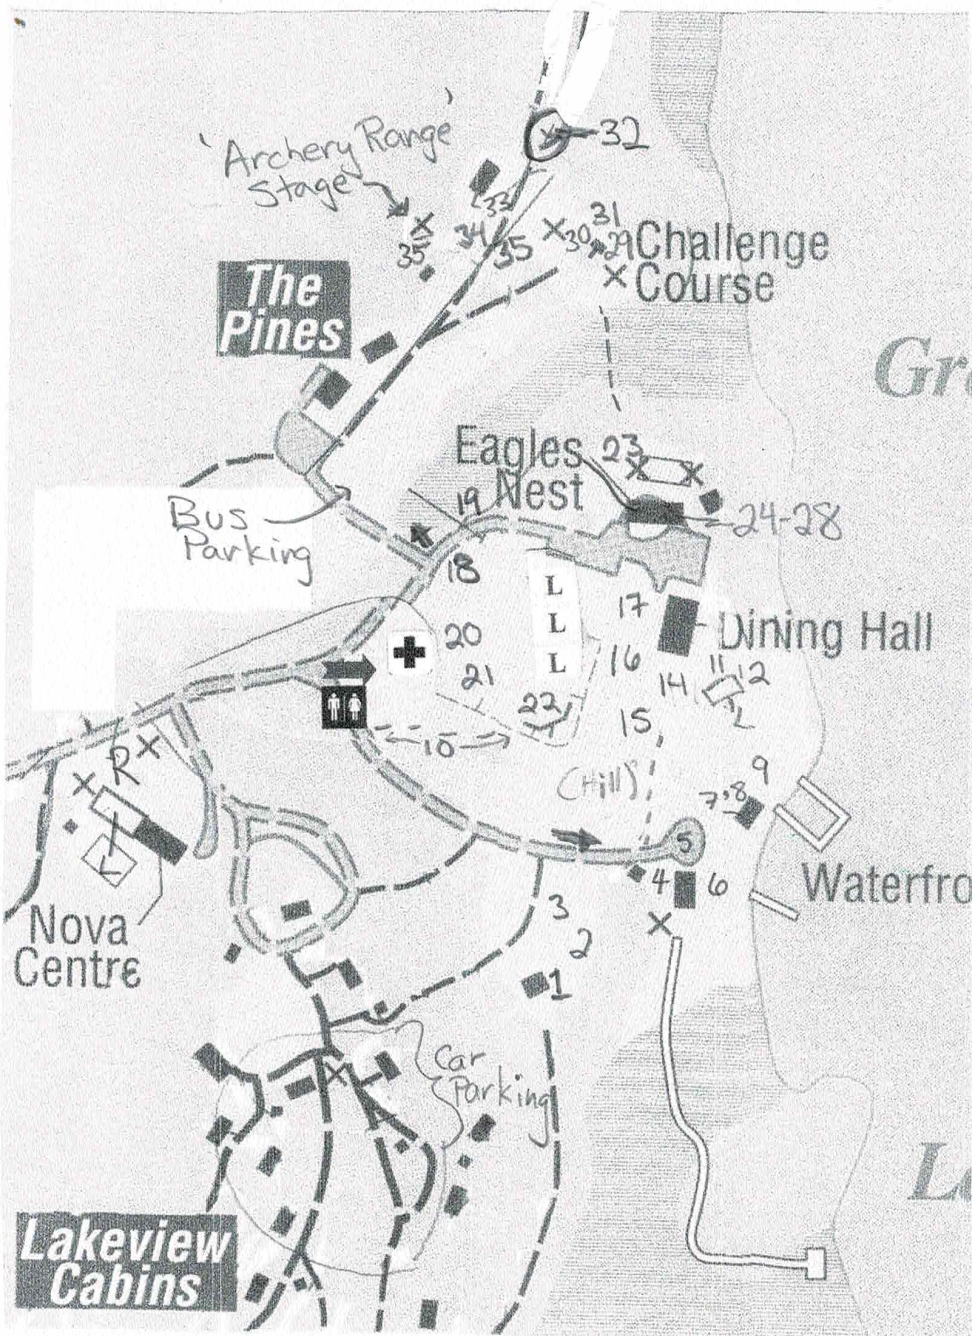 32
'Archery Range'
Stage
33
34
35
35
30
31
29
Challenge
Course
The
Pines
Gr
Eagles
Nest
23
24-28
Bus
Parking
19
18
L
L
L
17
Dining Hall
20
21
22
16
14
11
12
L
15
10
(Hill)
9
7,8
5
R
L
4
6
Waterfro
Nova
Centre
3
2
1
Car
Parking
L
Lakeview
Cabins